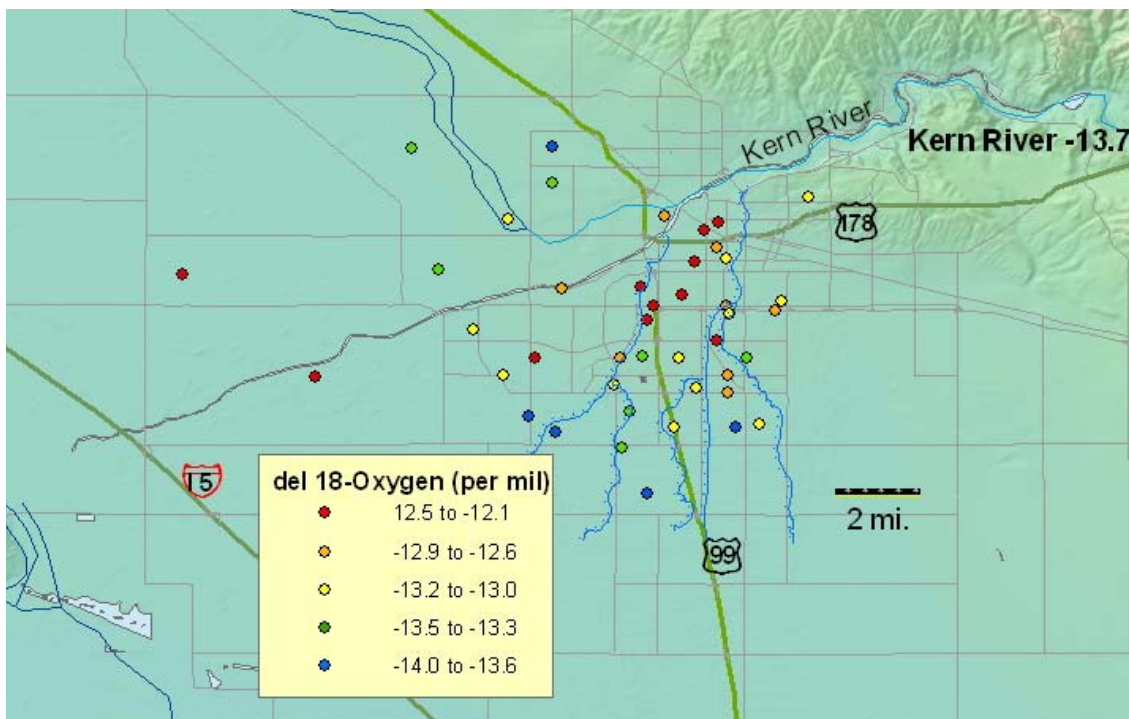 Kern River
Kern River -13.7
178
15
del 18-Oxygen (per mil)
12.5 to -12.1
-12.9 to -12.6
-13.2 to -13.0
-13.5 to -13.3
-14.0 to -13.6
2 mi.
99